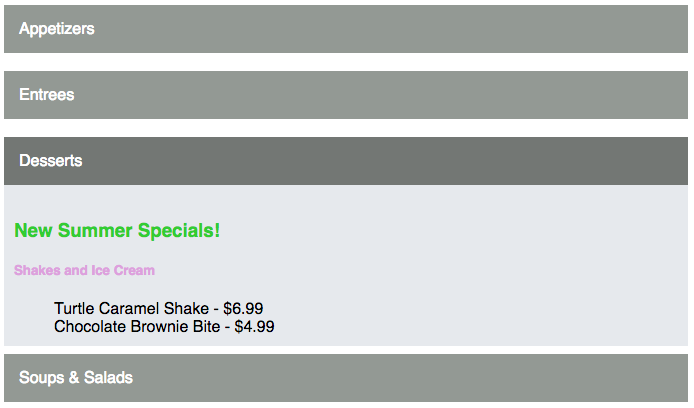 Appetizers
Entrees
Desserts
New Summer Specials!
Shakes and Ice Cream
Turtle Caramel Shake - $6.99
Chocolate Brownie Bite - $4.99
Soups & Salads